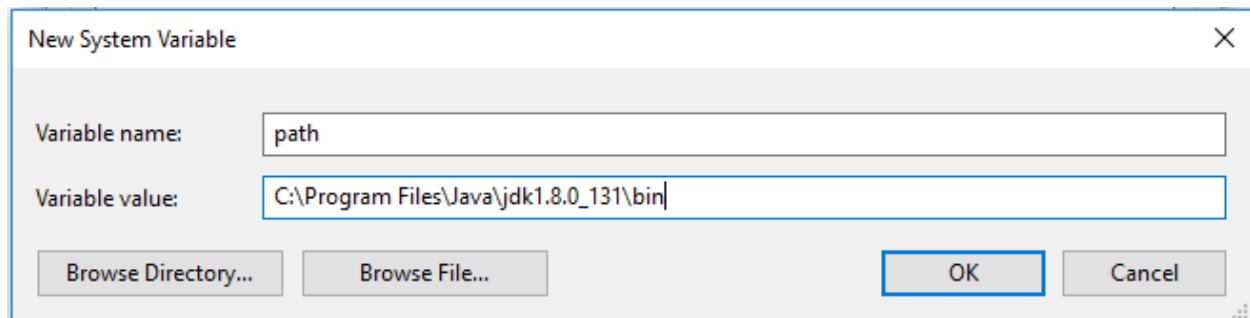 New System Variable
Variable name: path
Variable value: C:\Program Files\Java\jdk1.8.0_131\bin
Browse Directory... Browse File... OK Cancel